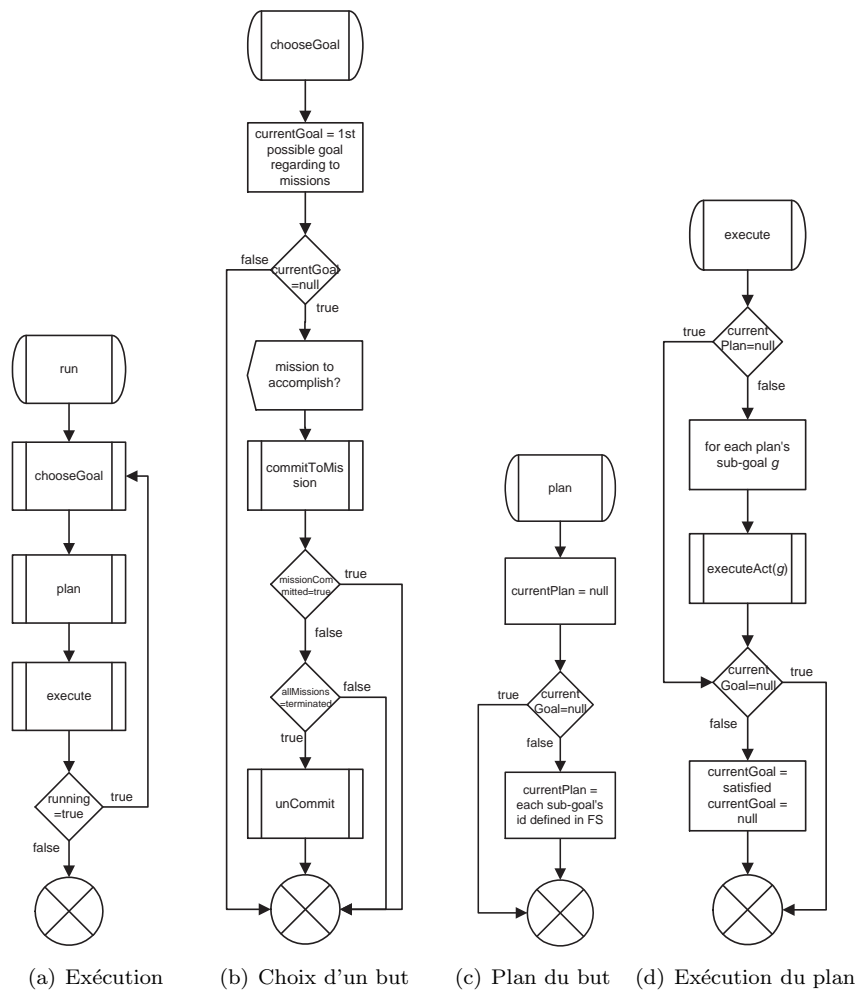 run
chooseGoal
plan
execute
running
=true
true
false
(a) Exécution
chooseGoal
currentGoal = 1st
possible goal
regarding to
missions
false
currentGoal
=null
true
mission to
accomplish?
commitToMis
sion
missionCom
mitted=true
true
false
allMissions
=terminated
false
true
unCommit
(b) Choix d'un but
plan
currentPlan = null
true
current
Goal=null
false
currentPlan =
each sub-goal's
id defined in FS
(c) Plan du but
execute
true
current
Plan=null
false
for each plan's
sub-goal g
executeAct(g)
current
Goal=null
true
false
currentGoal =
satisfied
currentGoal =
null
(d) Exécution du plan